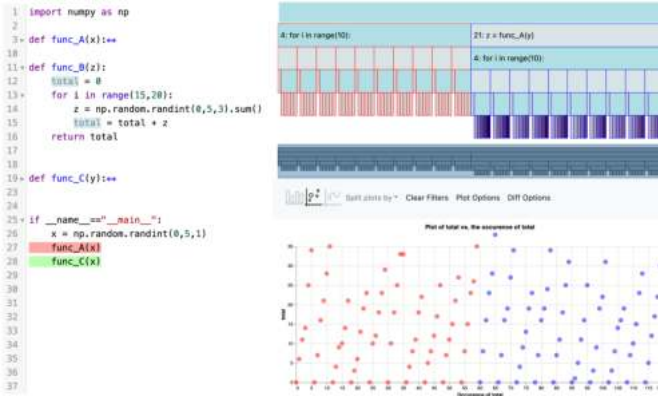 1 import numpy as np
2
3 def func_A(x):↔
10
11 def func_B(z):
12 total = 0
13 for i in range(15,20):
14 z = np.random.randint(0,5,3).sum()
15 total = total + z
16 return total
17
18
19 def func_C(y):↔
23
24
25 if __name__=="__main__":
26 x = np.random.randint(0,5,1)
27 func_A(x)
28 func_C(x)
29
30
31
32
33
34
35
36
37
4: for i in range(10):
21: z = func_A(y)
4: for i in range(10):
Split plots by Clear Filters Plot Options Diff Options
Plot of total vs. the occurence of total
total
Occurence of total